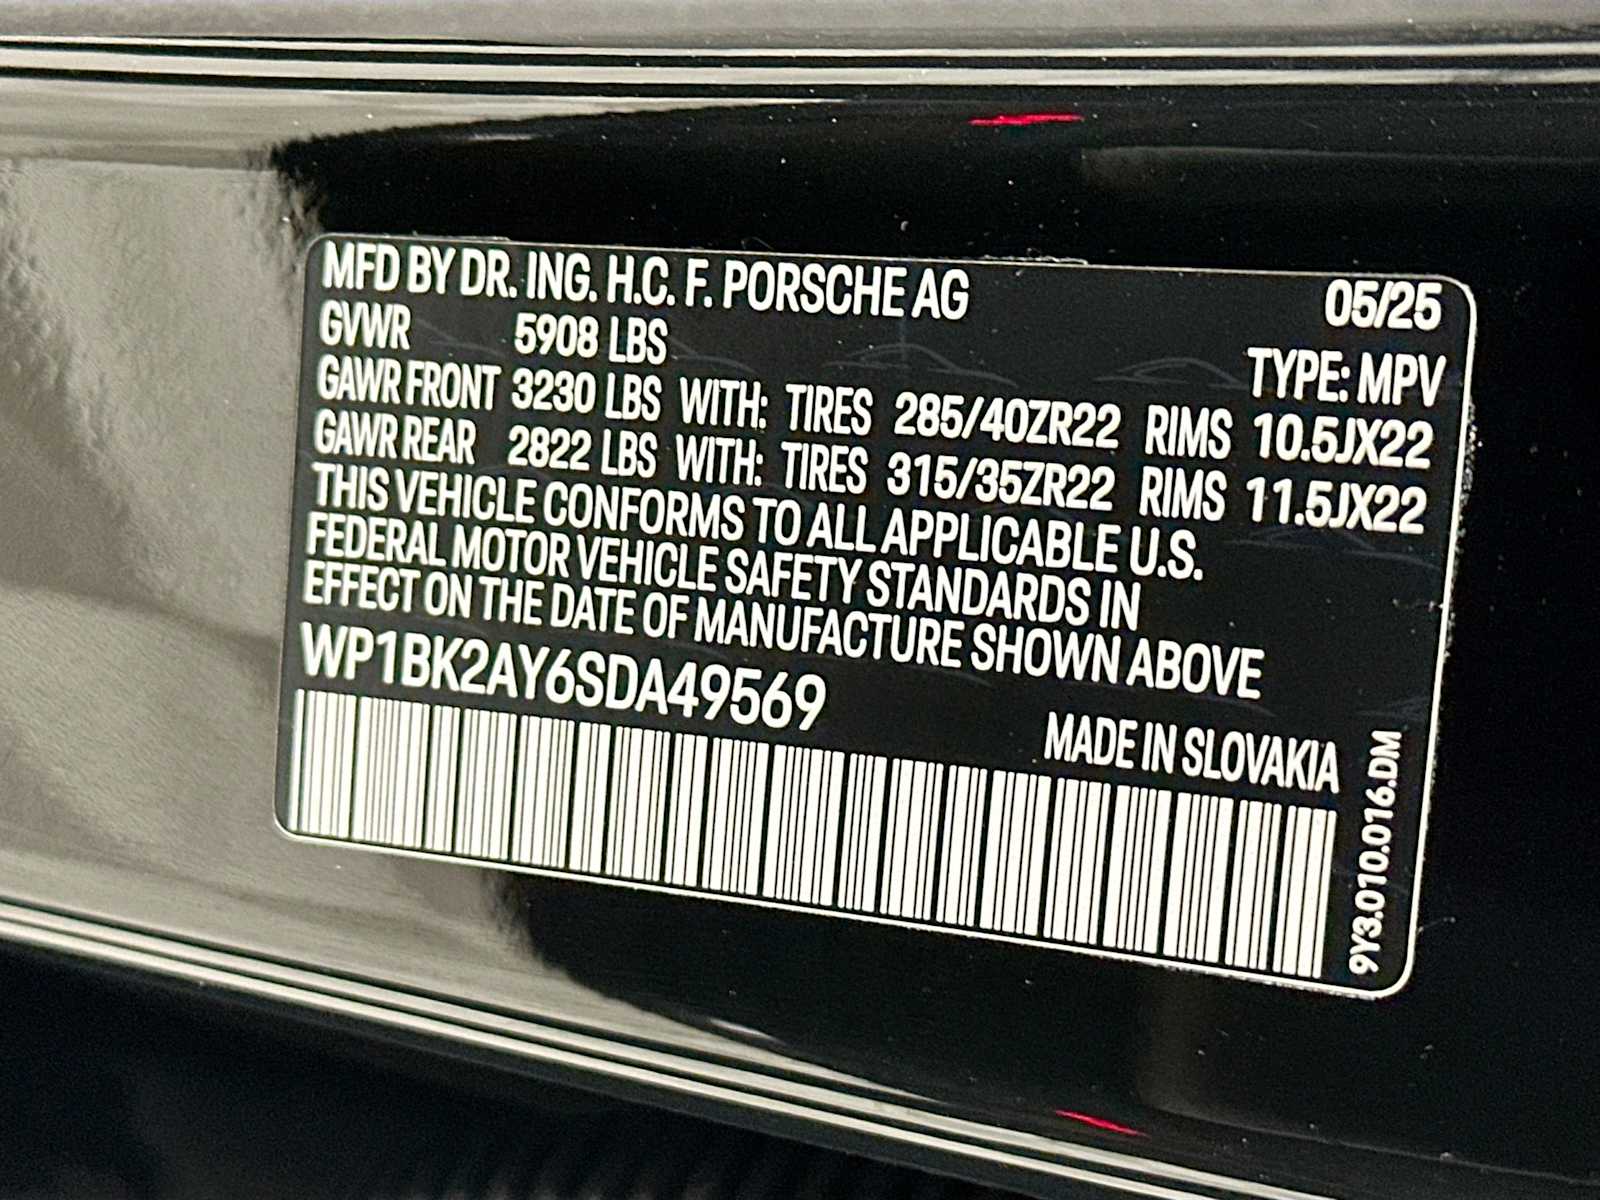 MFD BY DR. ING. H.C. F. PORSCHE AG 05/25
GVWR 5908 LBS TYPE: MPV
GAWR FRONT 3230 LBS WITH: TIRES 285/40ZR22 RIMS 10.5JX22
GAWR REAR 2822 LBS WITH: TIRES 315/35ZR22 RIMS 11.5JX22
THIS VEHICLE CONFORMS TO ALL APPLICABLE U.S.
FEDERAL MOTOR VEHICLE SAFETY STANDARDS IN
EFFECT ON THE DATE OF MANUFACTURE SHOWN ABOVE
WP1BK2AY6SDA49569
MADE IN SLOVAKIA
9Y3.010.016.DM